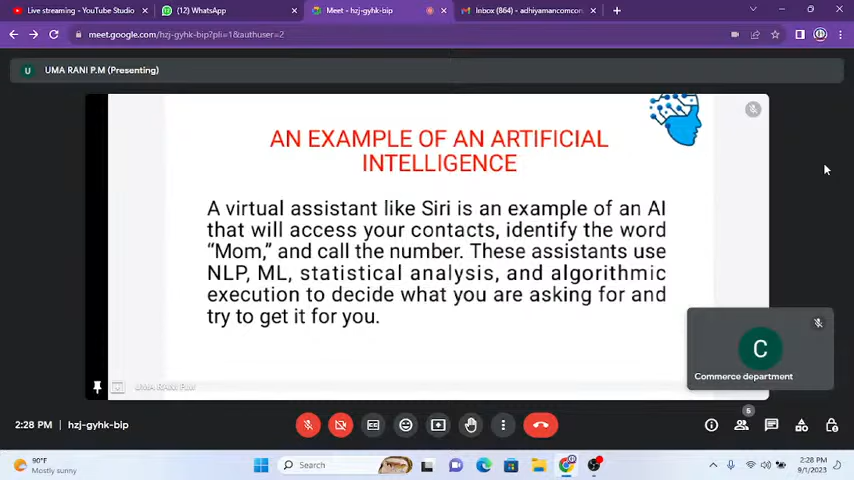 Live streaming - YouTube Studio
(12) WhatsApp
Meet - hzj-gyhk-bip
Inbox (864) - adhiyamancomcom
meet.google.com/hzj-gyhk-bip?pli=1&authuser=2
U
UMA RANI P.M (Presenting)
AN EXAMPLE OF AN ARTIFICIAL
INTELLIGENCE
A virtual assistant like Siri is an example of an AI
that will access your contacts, identify the word
“Mom,” and call the number. These assistants use
NLP, ML, statistical analysis, and algorithmic
execution to decide what you are asking for and
try to get it for you.
UMA RANI P.M
C
Commerce department
2:28 PM | hzj-gyhk-bip
6
90°F
Mostly sunny
Search
2:28 PM
9/1/2023